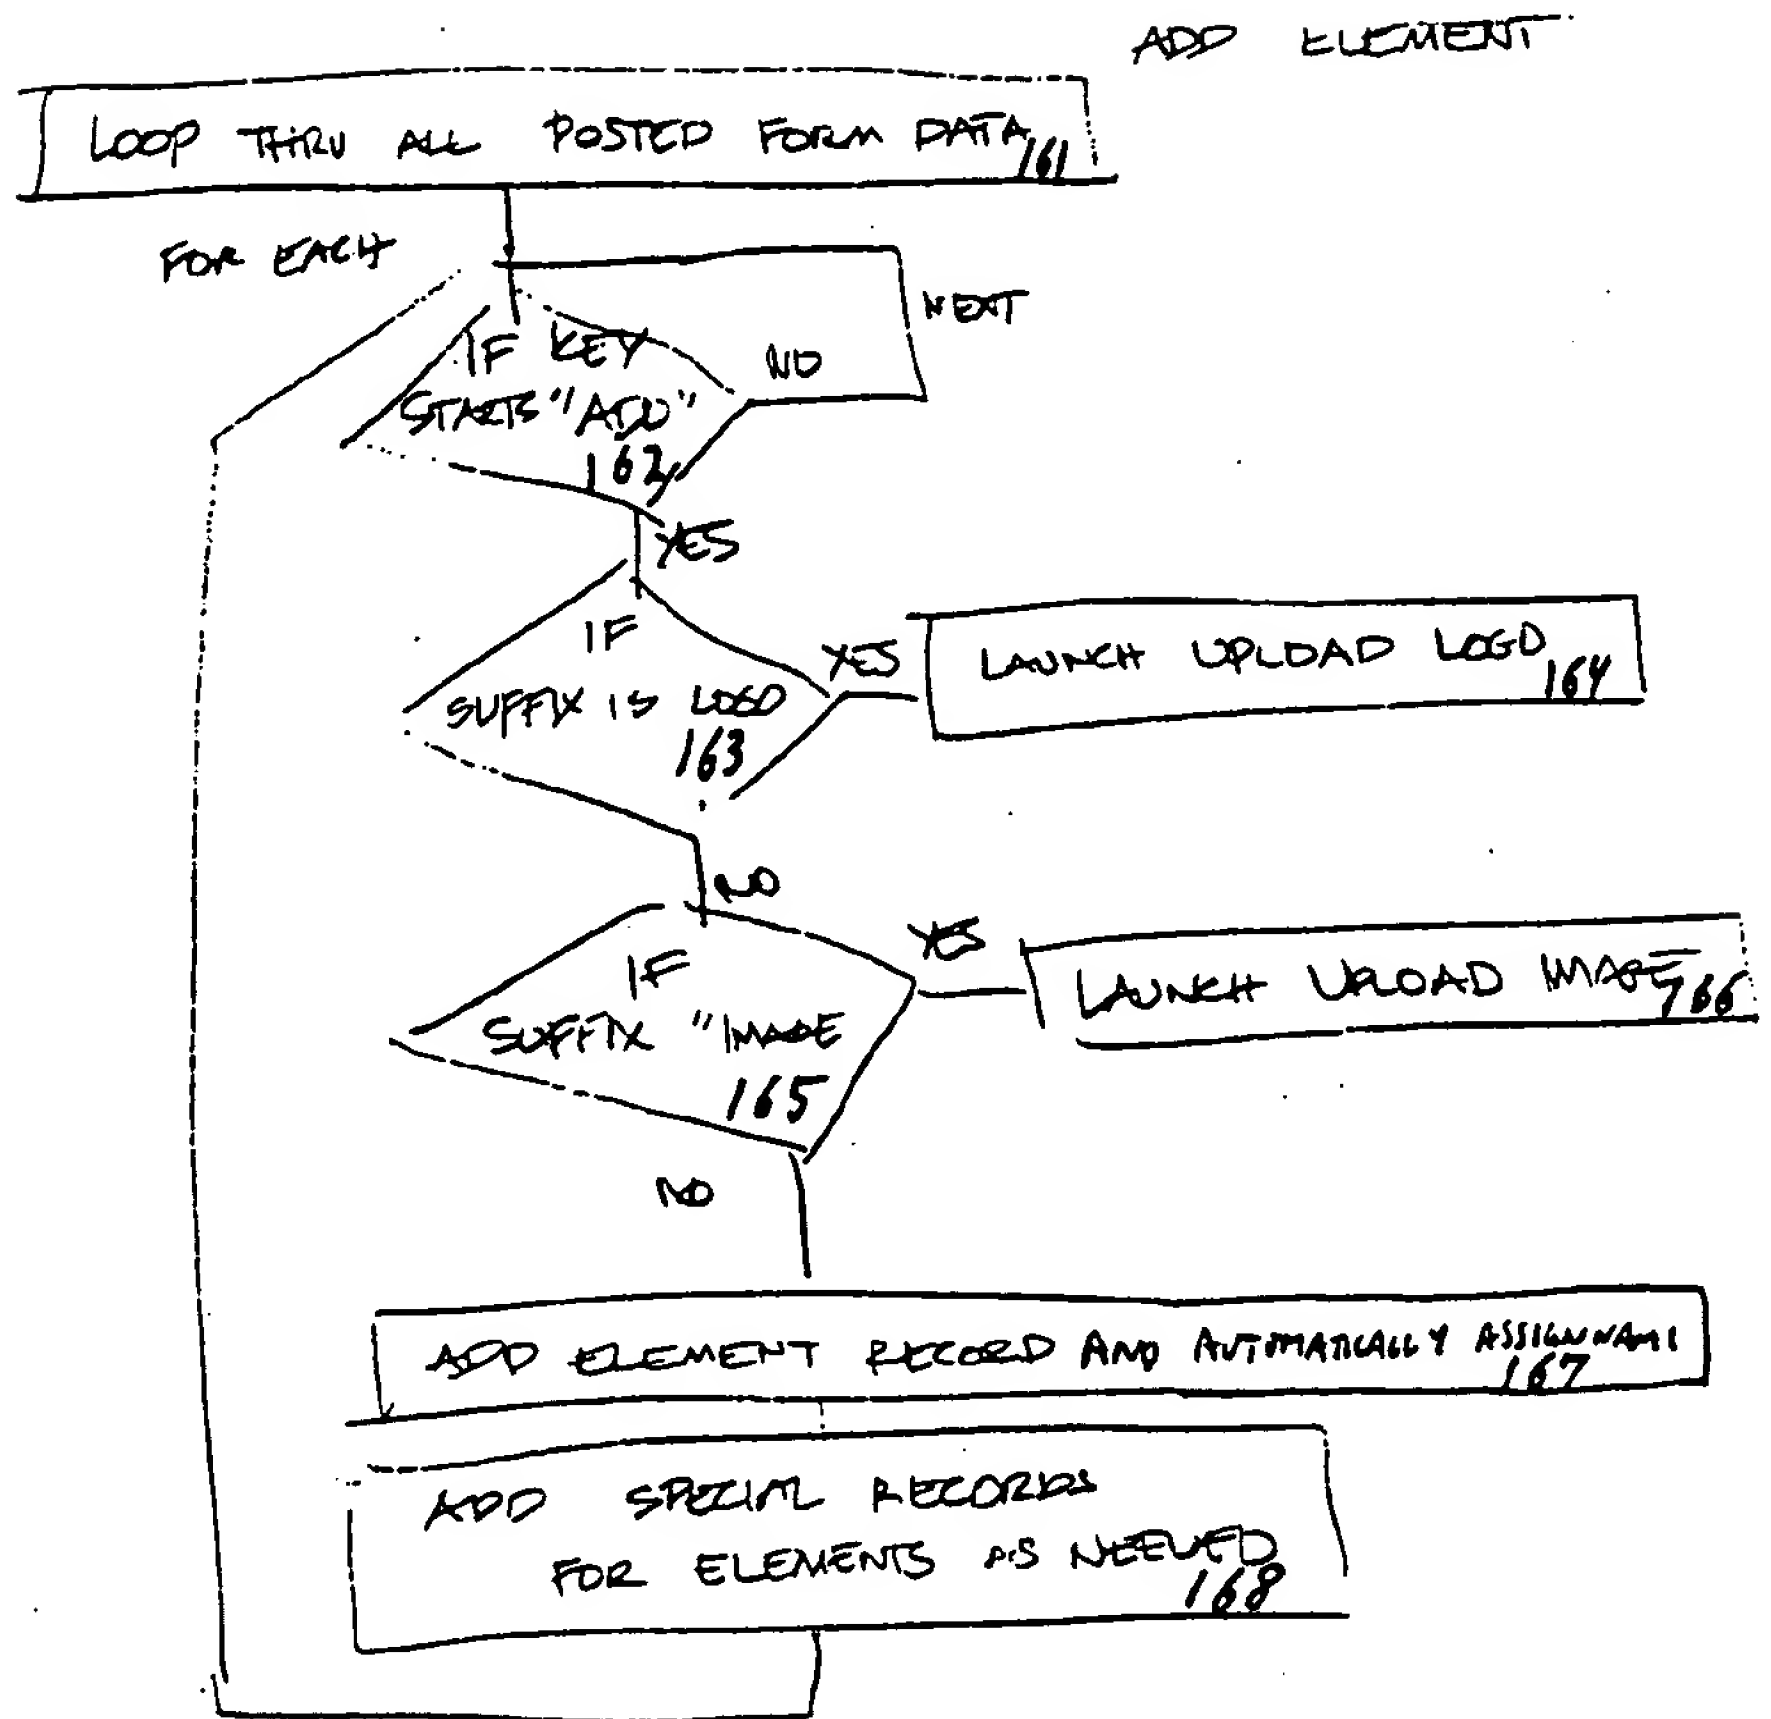 ADD ELEMENT
LOOP THRU ALL POSTED FORM DATA
161
FOR EACH
NEXT
IF KEY
NO
STARTS "ADD"
162
YES
IF
YES
LAUNCH UPLOAD LOGO
164
SUFFIX IS LOGO
163
NO
YES
IF
LAUNCH UPLOAD IMAGE
166
SUFFIX "IMAGE
165
NO
ADD ELEMENT RECORD AND AUTOMATICALLY ASSIGN NAME
167
ADD SPECIAL RECORDS
FOR ELEMENTS AS NEEDED
168